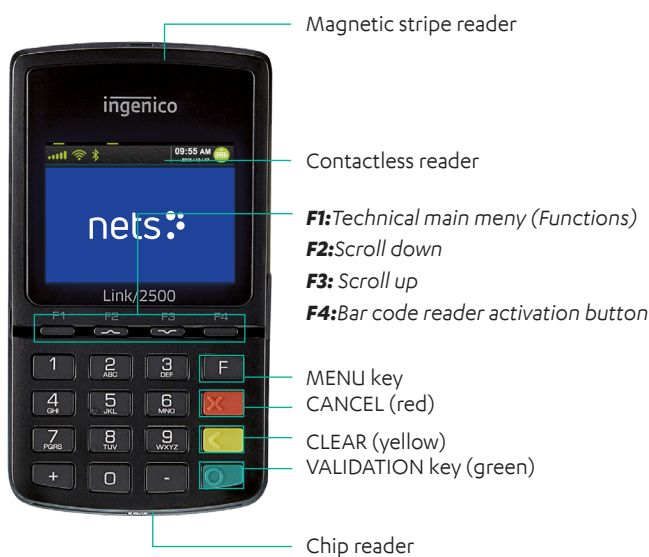 Magnetic stripe reader
ingenico
09:55 AM
Contactless reader
F1:Technical main meny (Functions)
nets
F2:Scroll down
F3: Scroll up
Link/2500
F4:Bar code reader activation button
F1 F2 F3 F4
1 2 ABC 3 DEF F
MENU key
4 GHI 5 JKL 6 MNO
CANCEL (red)
7 PQRS 8 TUV 9 WXYZ
CLEAR (yellow)
VALIDATION key (green)
+ 0 -
Chip reader